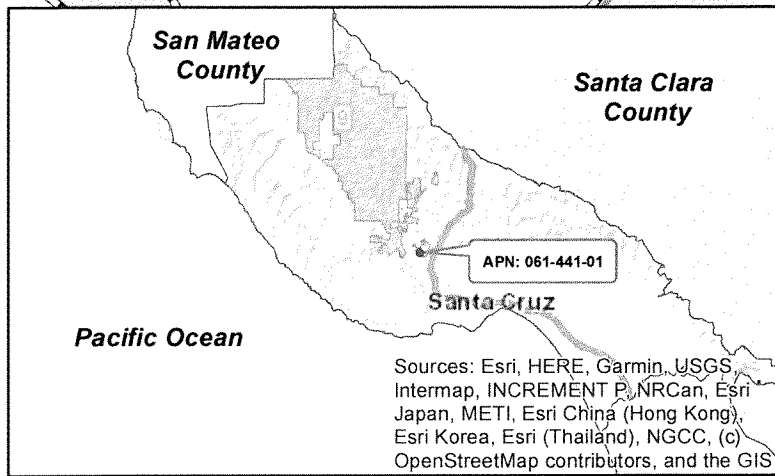 San Mateo
County
Santa Clara
County
APN: 061-441-01
Santa Cruz
Pacific Ocean
Sources: Esri, HERE, Garmin, USGS,
Intermap, INCREMENT P, NRCan, Esri
Japan, METI, Esri China (Hong Kong),
Esri Korea, Esri (Thailand), NGCC, (c)
OpenStreetMap contributors, and the GIS